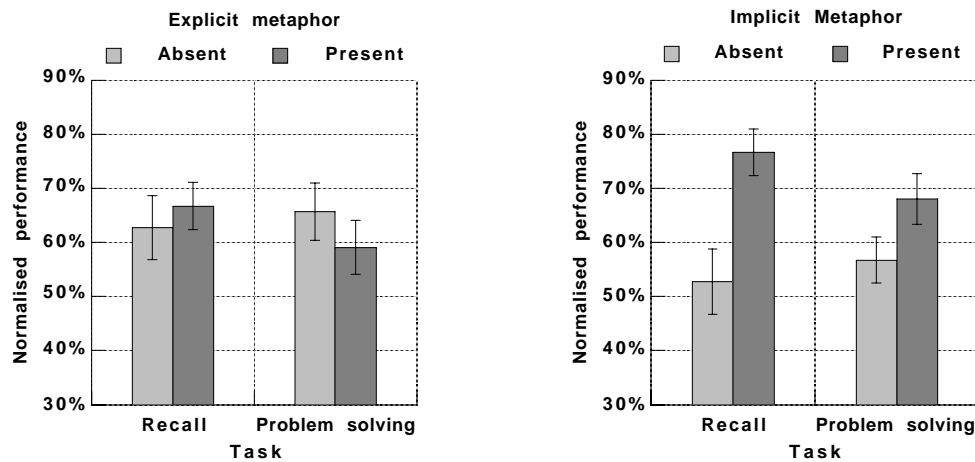 Explicit metaphor
Absent Present
90%
80%
70%
60%
50%
40%
30%
Normalised performance
Recall Problem solving
Task
Implicit Metaphor
Absent Present
90%
80%
70%
60%
50%
40%
30%
Normalised performance
Recall Problem solving
Task